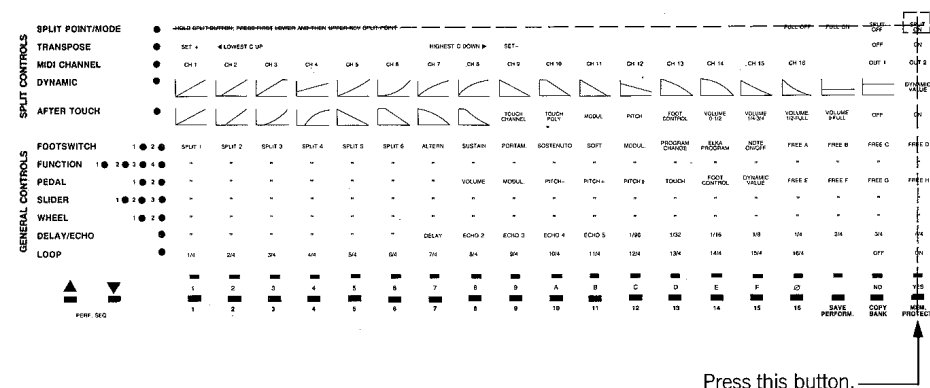 SPLIT CONTROLS
SPLIT POINT/MODE HOLD SPLIT BUTTON, PRESS FIRST LOWER AND THEN UPPER KEY SPLIT POINT FULL OFF FULL ON SPLIT OFF SPLIT ON
TRANSPOSE SET + ◀ LOWEST C UP HIGHEST C DOWN ▶ SET - OFF ON
MIDI CHANNEL CH 1 CH 2 CH 3 CH 4 CH 5 CH 6 CH 7 CH 8 CH 9 CH 10 CH 11 CH 12 CH 13 CH 14 CH 15 CH 16 OUT 1 OUT 2
DYNAMIC DYNAMIC VALUE
AFTER TOUCH TOUCH CHANNEL TOUCH POLY MODUL PITCH FOOT CONTROL VOLUME 0-1/2 VOLUME 1/4-3/4 VOLUME 1/2-FULL VOLUME 0-FULL OFF ON
GENERAL CONTROLS
FOOTSWITCH 1 2 SPLIT 1 SPLIT 2 SPLIT 3 SPLIT 4 SPLIT 5 SPLIT 6 ALTERN SUSTAIN PORTAM. SOSTENUTO SOFT MODUL. PROGRAM CHANGE ELKA PROGRAM NOTE ON/OFF FREE A FREE B FREE C FREE D
FUNCTION 1 2 3 4 " " " " " " " " " " " " " " " " " " "
PEDAL 1 2 " " " " " " VOLUME MODUL. PITCH- PITCH+ TOUCH FOOT CONTROL DYNAMIC VALUE FREE E FREE F FREE G FREE H
SLIDER 1 2 3 " " " " " " " " " " " " " " " " "
WHEEL 1 2 " " " " " " " " " " " " " " " " "
DELAY/ECHO DELAY ECHO 2 ECHO 3 ECHO 4 ECHO 5 1/32 1/16 1/8 1/4 2/4 3/4 4/4
LOOP 1/4 2/4 3/4 4/4 5/4 6/4 7/4 8/4 9/4 10/4 11/4 12/4 13/4 14/4 15/4 16/4 OFF ON
1 2 3 4 5 6 7 8 9 A B C D E F Ø NO YES
▲ ▼
PERF. SEQ 1 2 3 4 5 6 7 8 9 10 11 12 13 14 15 16 SAVE PERFORM. COPY BANK MEM. PROTECT
Press this button.